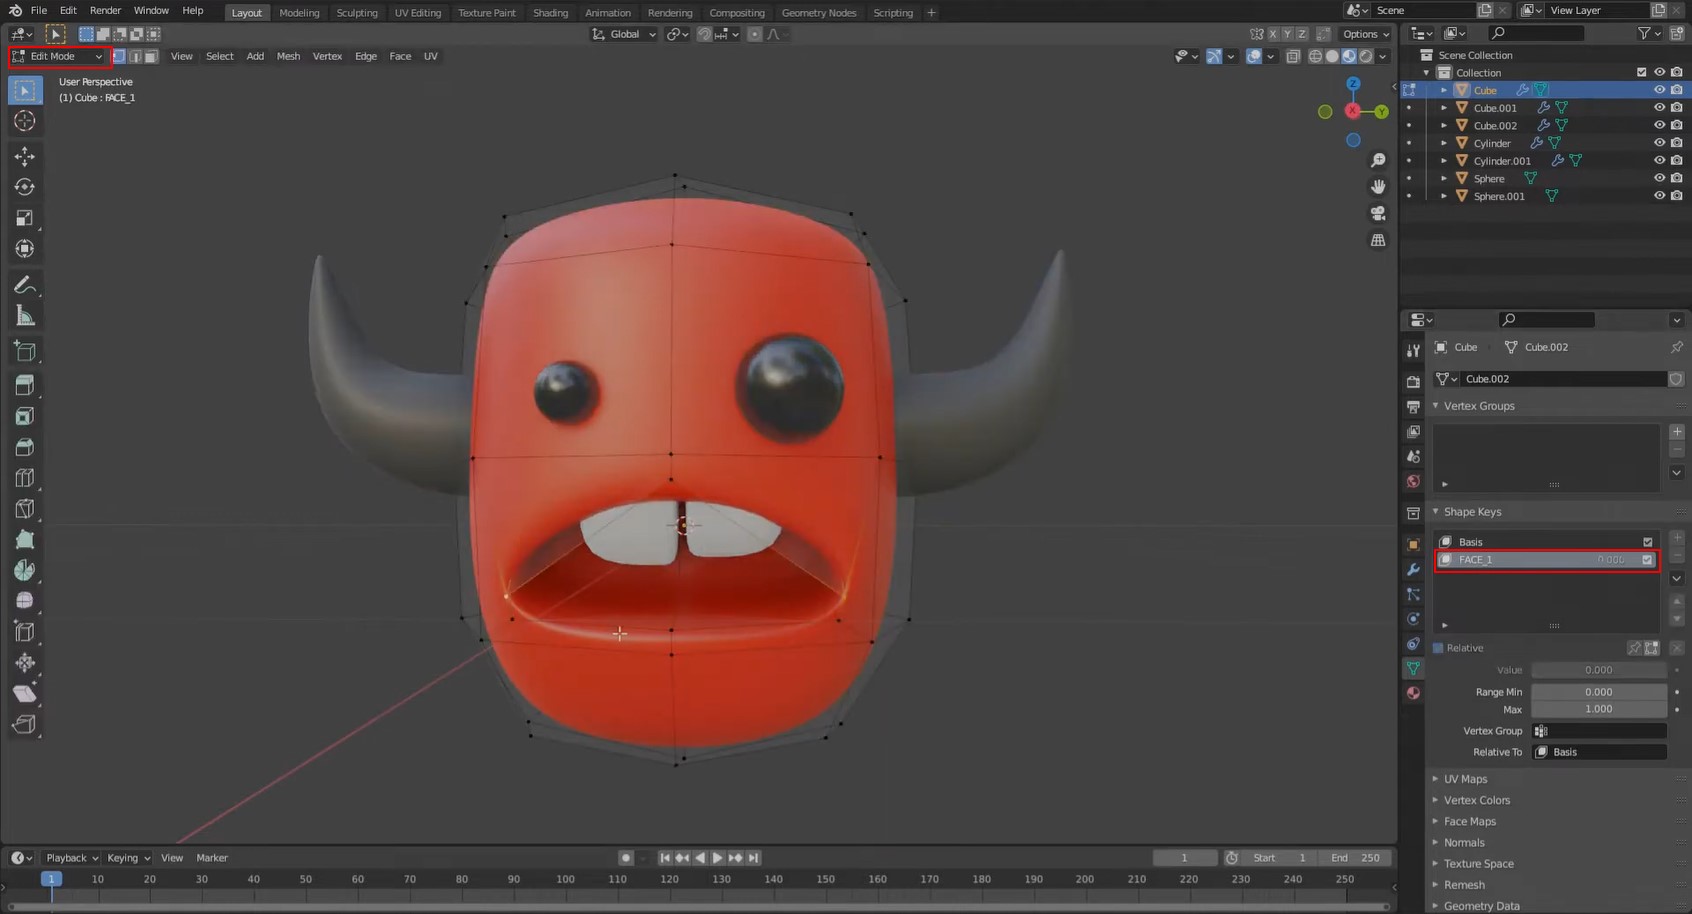 File Edit Render Window Help Layout Modeling Sculpting UV Editing Texture Paint Shading Animation Rendering Compositing Geometry Nodes Scripting + Scene View Layer
Global X Y Z Options
Edit Mode View Select Add Mesh Vertex Edge Face UV
User Perspective
(1) Cube : FACE_1
Z
X
Y
Scene Collection
Collection
Cube
Cube.001
Cube.002
Cylinder
Cylinder.001
Sphere
Sphere.001
Cube Cube.002
Cube.002
Vertex Groups
Shape Keys
Basis
FACE_1 0.000
Relative
Value 0.000
Range Min 0.000
Max 1.000
Vertex Group
Relative To Basis
UV Maps
Vertex Colors
Face Maps
Normals
Texture Space
Remesh
Geometry Data
Playback Keying View Marker 1 Start 1 End 250
1 10 20 30 40 50 60 70 80 90 100 110 120 130 140 150 160 170 180 190 200 210 220 230 240 250